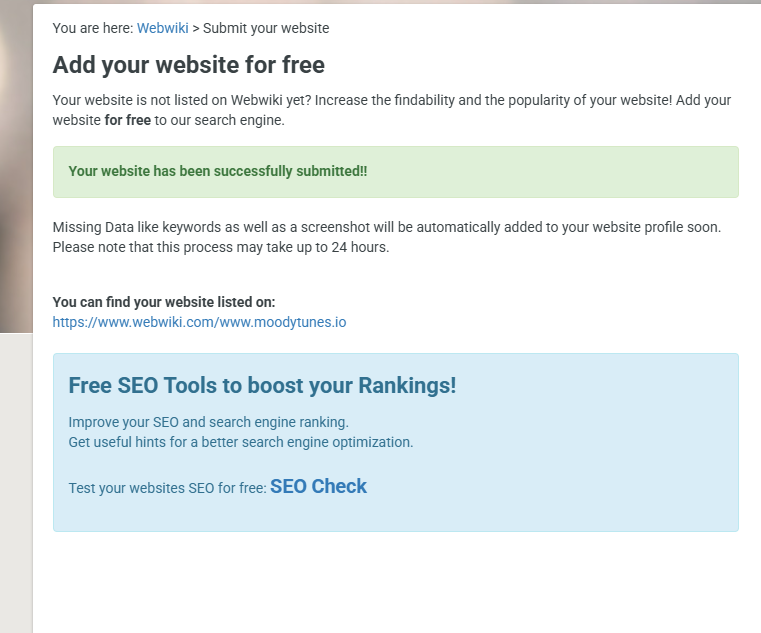 You are here: Webwiki > Submit your website
Add your website for free
Your website is not listed on Webwiki yet? Increase the findability and the popularity of your website! Add your
website for free to our search engine.
Your website has been successfully submitted!!
Missing Data like keywords as well as a screenshot will be automatically added to your website profile soon.
Please note that this process may take up to 24 hours.
You can find your website listed on:
https://www.webwiki.com/www.moodytunes.io
Free SEO Tools to boost your Rankings!
Improve your SEO and search engine ranking.
Get useful hints for a better search engine optimization.
Test your websites SEO for free: SEO Check